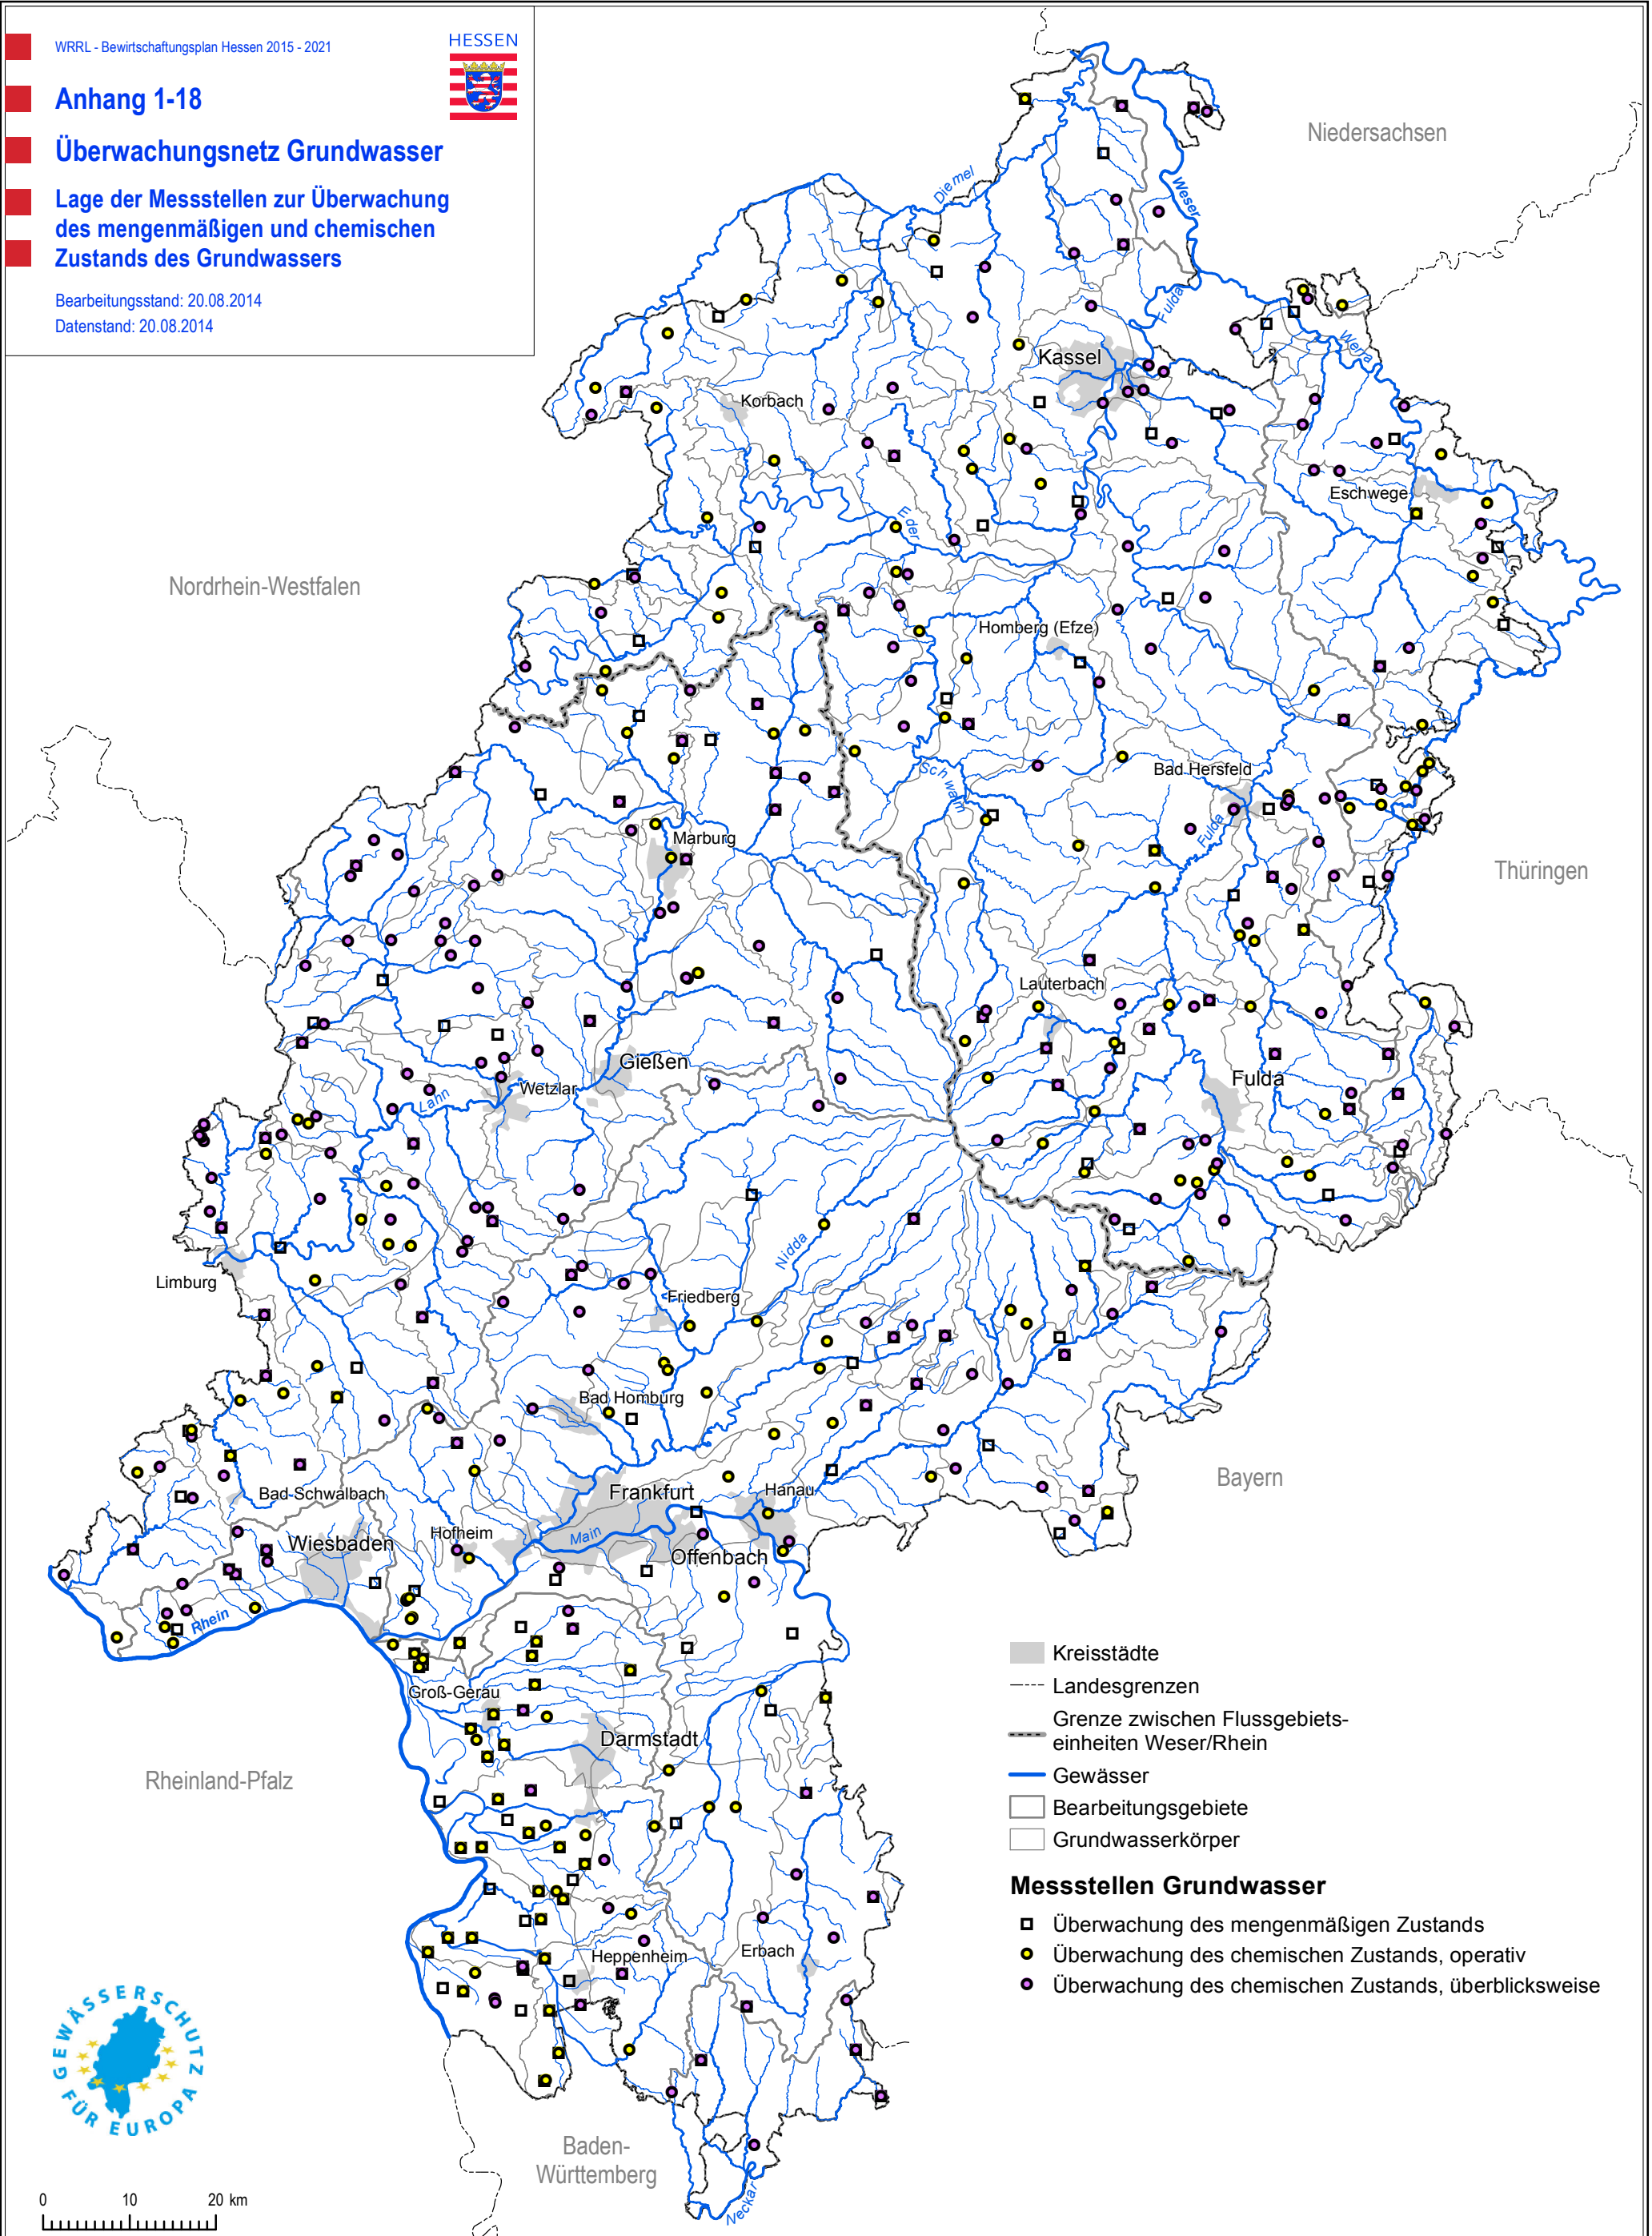 WRRL - Bewirtschaftungsplan Hessen 2015 - 2021
HESSEN
Anhang 1-18
Überwachungsnetz Grundwasser
Lage der Messstellen zur Überwachung
des mengenmäßigen und chemischen
Zustands des Grundwassers
Bearbeitungsstand: 20.08.2014
Datenstand: 20.08.2014
Niedersachsen
Diemel
Weser
Fulda
Werra
Kassel
Korbach
Eschwege
Eder
Nordrhein-Westfalen
Homberg (Efze)
Schwalm
Bad Hersfeld
Fulda
Marburg
Thüringen
Lauterbach
Gießen
Wetzlar
Lahn
Fulda
Nidda
Limburg
Friedberg
Bad Homburg
Bayern
Bad Schwalbach
Frankfurt
Hanau
Hofheim
Wiesbaden
Main
Offenbach
Rhein
Groß-Gerau
Darmstadt
Rheinland-Pfalz
Heppenheim
Erbach
Baden-
Württemberg
Neckar
Kreisstädte
Landesgrenzen
Grenze zwischen Flussgebiets-
einheiten Weser/Rhein
Gewässer
Bearbeitungsgebiete
Grundwasserkörper
Messstellen Grundwasser
Überwachung des mengenmäßigen Zustands
Überwachung des chemischen Zustands, operativ
Überwachung des chemischen Zustands, überblicksweise
GEWÄSSERSCHUTZ
FÜR EUROPA
0 10 20 km